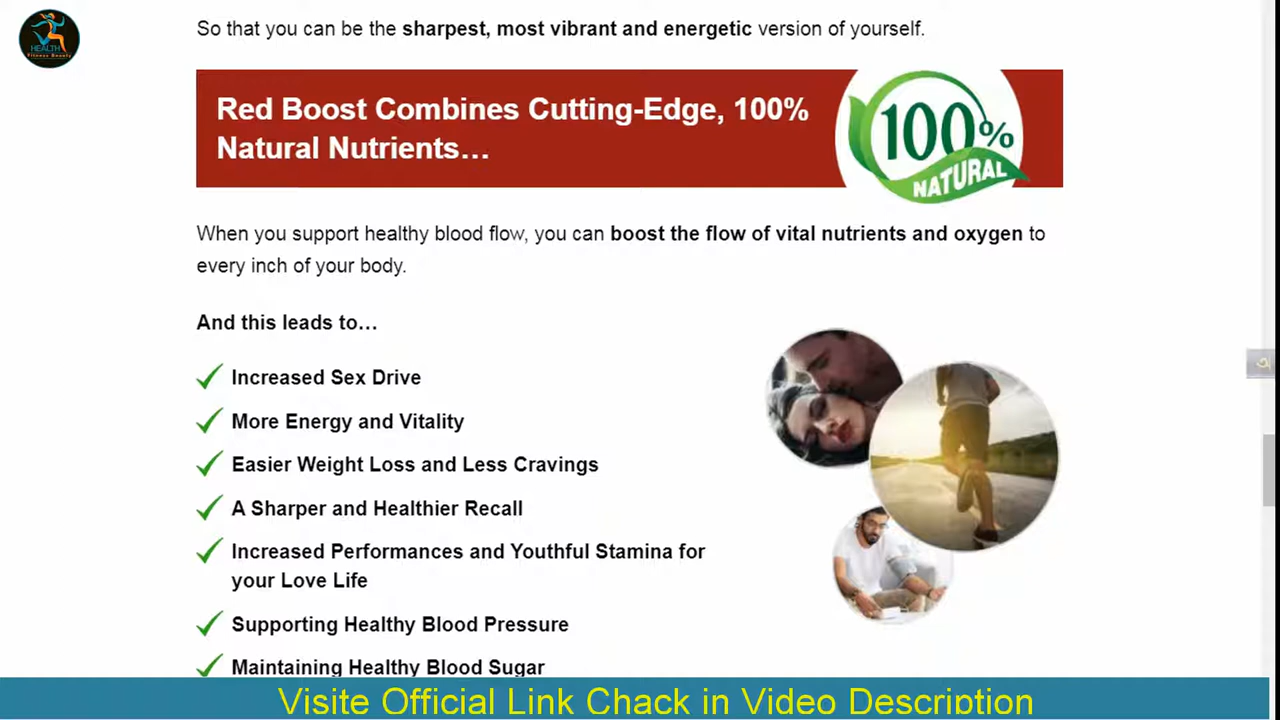 So that you can be the sharpest, most vibrant and energetic version of yourself.
HEALTH
Fitness Beauty
Red Boost Combines Cutting-Edge, 100%
Natural Nutrients…
100%
NATURAL
When you support healthy blood flow, you can boost the flow of vital nutrients and oxygen to
every inch of your body.
And this leads to…
Increased Sex Drive
More Energy and Vitality
Easier Weight Loss and Less Cravings
A Sharper and Healthier Recall
Increased Performances and Youthful Stamina for
your Love Life
Supporting Healthy Blood Pressure
Maintaining Healthy Blood Sugar
Visite Official Link Chack in Video Description